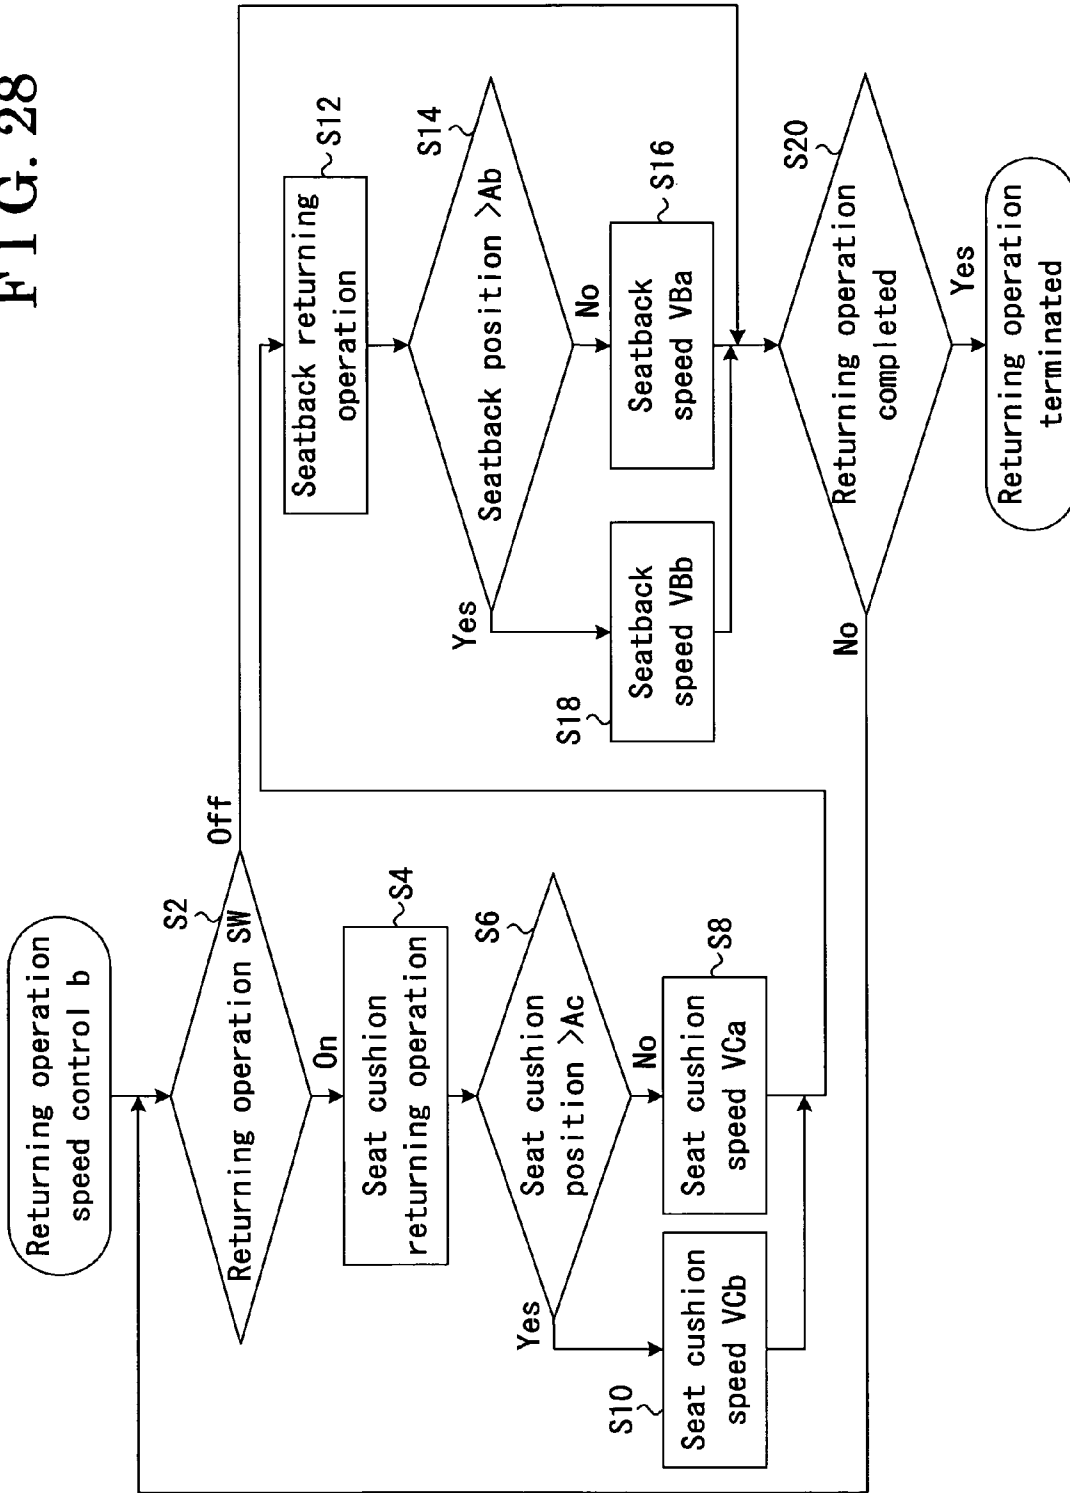 F I G. 28
Returning operation
speed control b
S2
Returning operation SW
Off
On
Seat cushion
returning operation
S4
Seat cushion
position >Ac
S6
Yes
No
Seat cushion
speed VCa
S8
S10
Seat cushion
speed VCb
Seatback returning
operation
S12
Seatback position >Ab
S14
Yes
No
Seatback
speed VBa
S16
S18
Seatback
speed VBb
Returning operation
completed
S20
No
Yes
Returning operation
terminated